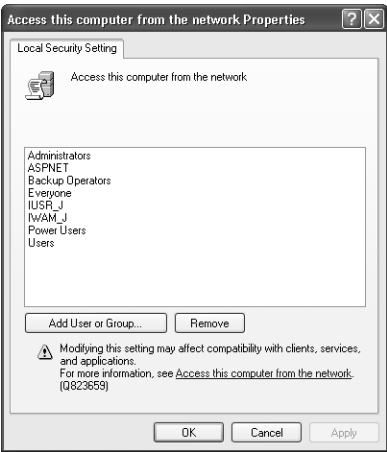 Access this computer from the network Properties
Local Security Setting
Access this computer from the network
Administrators
ASPNET
Backup Operators
Everyone
IUSR_J
IWAM_J
Power Users
Users
Add User or Group... Remove
Modifying this setting may affect compatibility with clients, services,
and applications.
For more information, see Access this computer from the network.
(Q823659)
OK Cancel Apply